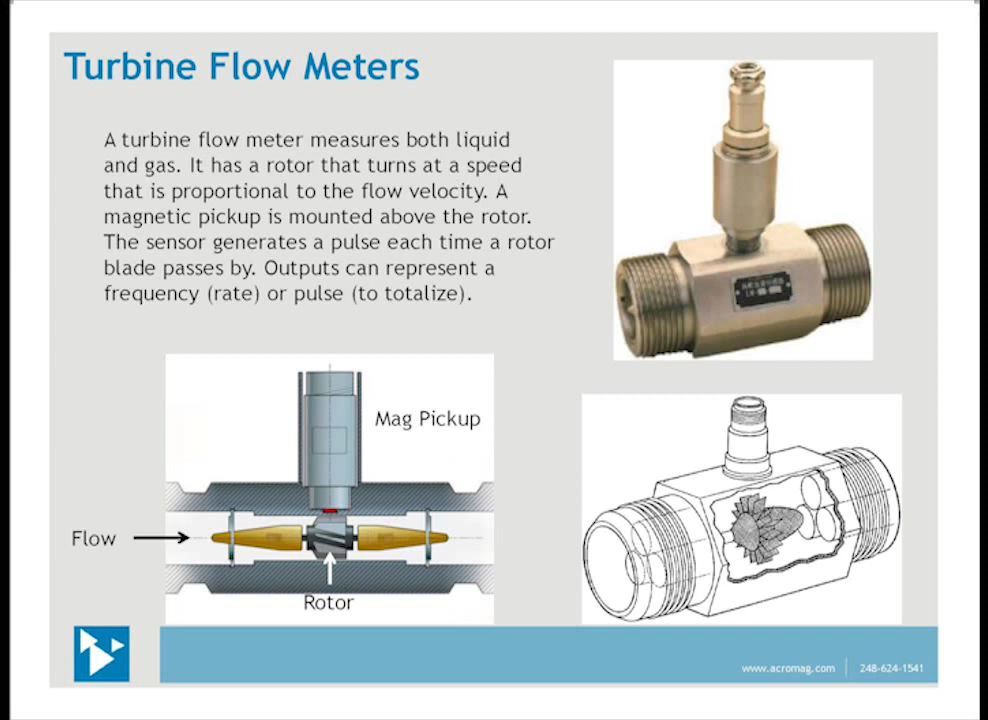 Turbine Flow Meters
A turbine flow meter measures both liquid
and gas. It has a rotor that turns at a speed
that is proportional to the flow velocity. A
magnetic pickup is mounted above the rotor.
The sensor generates a pulse each time a rotor
blade passes by. Outputs can represent a
frequency (rate) or pulse (to totalize).
Mag Pickup
Flow
Rotor
www.acromag.com
248-624-1541